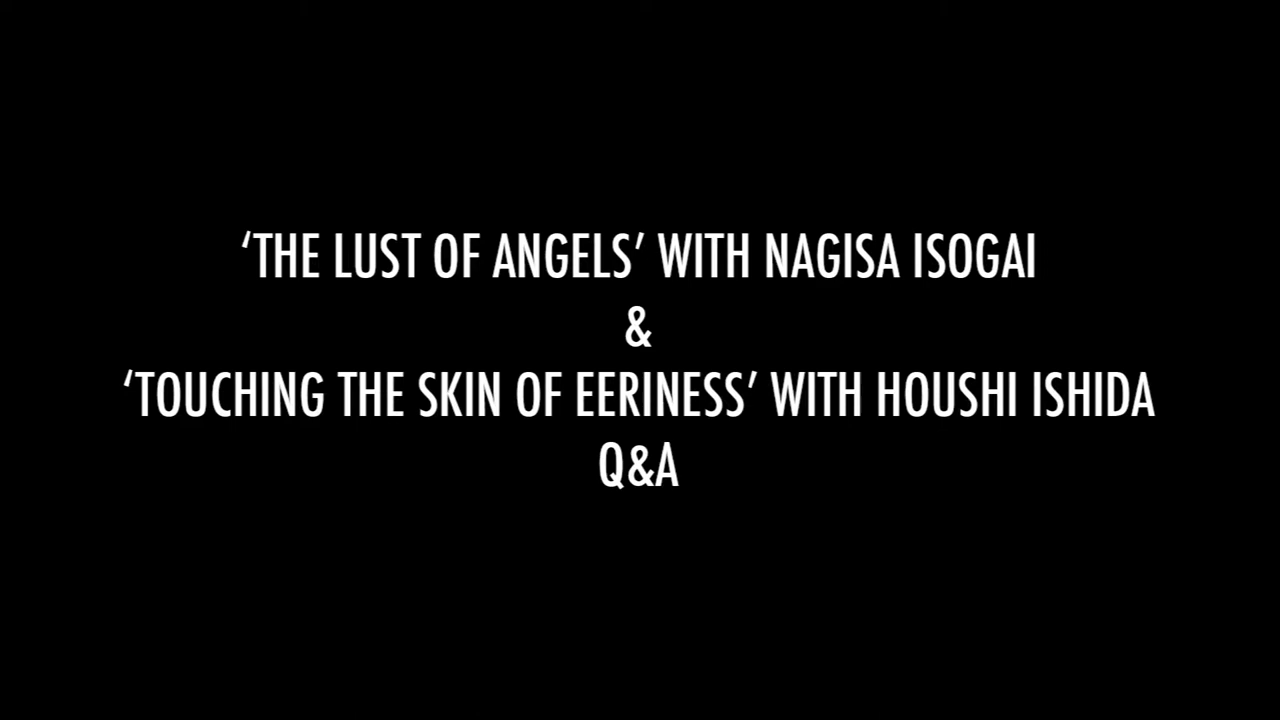 ‘THE LUST OF ANGELS’ WITH NAGISA ISOGAI
&
‘TOUCHING THE SKIN OF EERINESS’ WITH HOUSHI ISHIDA
Q&A